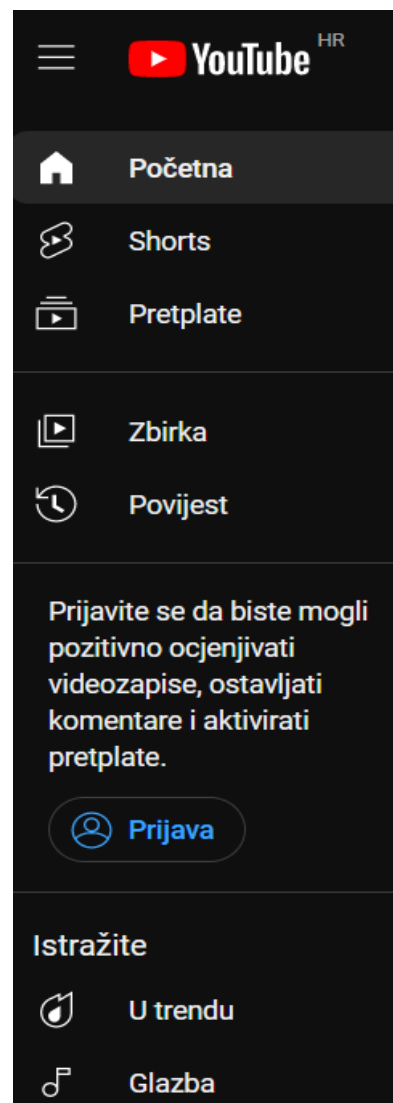 YouTube HR
Početna
Shorts
Pretplate
Zbirka
Povijest
Prijavite se da biste mogli
pozitivno ocjenjivati
videozapise, ostavljati
komentare i aktivirati
pretplate.
Prijava
Istražite
U trendu
Glazba